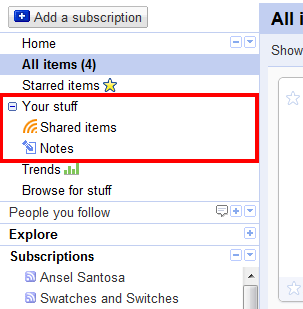 Add a subscription
Home
All items (4)
Starred items
Your stuff
Shared items
Notes
Trends
Browse for stuff
People you follow
Explore
Subscriptions
Ansel Santosa
Swatches and Switches
All i
Show